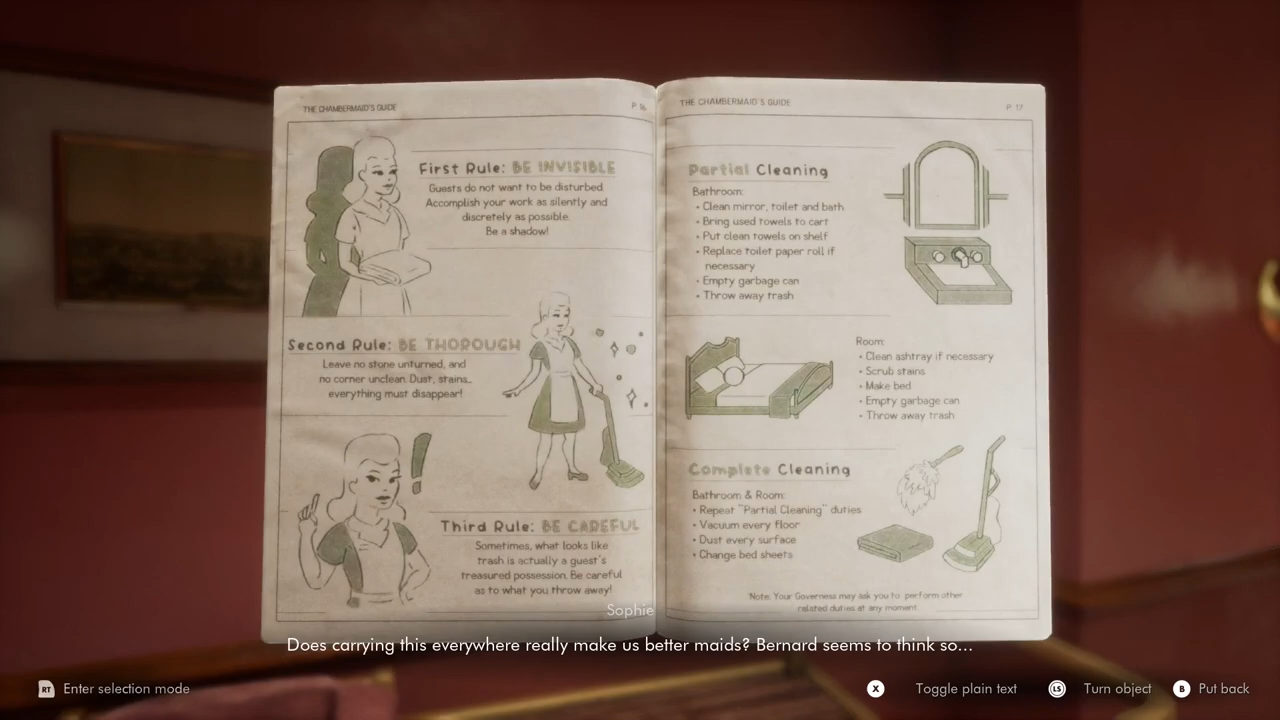 THE CHAMBERMAID'S GUIDE
P 16
First Rule: BE INVISIBLE
Guests do not want to be disturbed.
Accomplish your work as silently and
discretely as possible.
Be a shadow!
Second Rule: BE THOROUGH
Leave no stone unturned, and
no corner unclean. Dust, stains...
everything must disappear!
Third Rule: BE CAREFUL
Sometimes, what looks like
trash is actually a guest's
treasured possession. Be careful
as to what you throw away!
THE CHAMBERMAID'S GUIDE
P 17
Partial Cleaning
Bathroom:
• Clean mirror, toilet and bath
• Bring used towels to cart
• Put clean towels on shelf
• Replace toilet paper roll if
necessary
• Empty garbage can
• Throw away trash
Room:
• Clean ashtray if necessary
• Scrub stains
• Make bed
• Empty garbage can
• Throw away trash
Complete Cleaning
Bathroom & Room:
• Repeat "Partial Cleaning" duties
• Vacuum every floor
• Dust every surface
• Change bed sheets
Note: Your Governess may ask you to perform other
related duties at any moment.
Sophie
Does carrying this everywhere really make us better maids? Bernard seems to think so...
RT Enter selection mode
X Toggle plain text
LS Turn object
B Put back